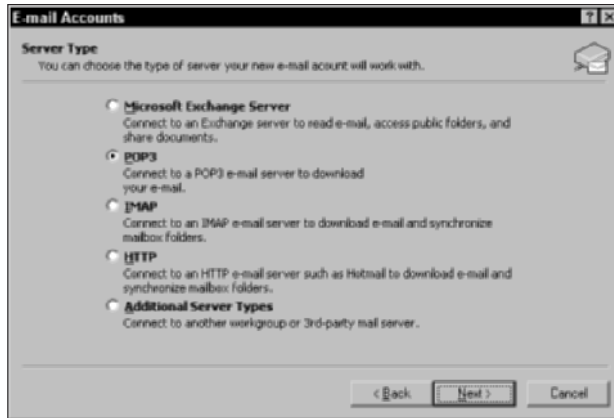 E-mail Accounts
Server Type
You can choose the type of server your new e-mail acount will work with.
Microsoft Exchange Server
Connect to an Exchange server to read e-mail, access public folders, and
share documents.
POP3
Connect to a POP3 e-mail server to download
your e-mail.
IMAP
Connect to an IMAP e-mail server to download e-mail and synchronize
mailbox folders.
HTTP
Connect to an HTTP e-mail server such as Hotmail to download e-mail and
synchronize mailbox folders.
Additional Server Types
Connect to another workgroup or 3rd-party mail server.
< Back Next > Cancel